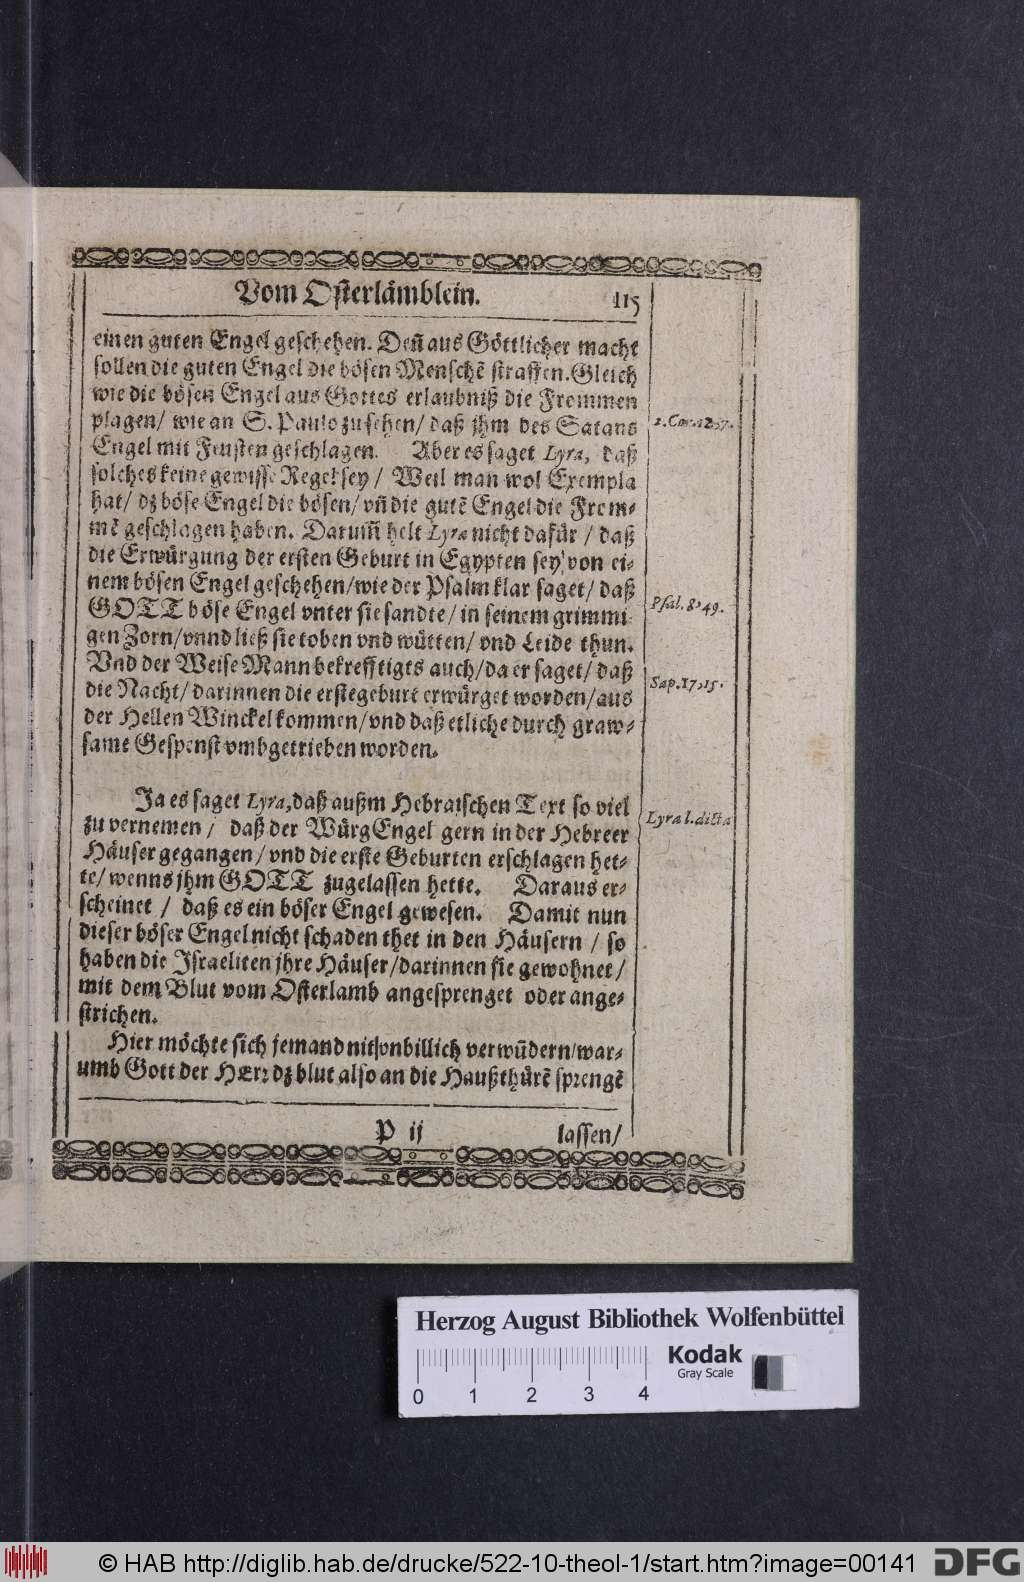 Vom Osterlämblein. 115
einen guten Engel geschehen. Deñ aus Göttlicher macht
sollen die guten Engel die bösen Menschẽ straffen. Gleich
wie die bösen Engel aus Gottes erlaubniß die Frommen
plagen/ wie an S. Paulo zu sehen/ daß jhm des Satans
2. Cor. 12,7.
Engel mit Feusten geschlagen. Aber es saget Lyra, daß
solches keine gewisse Regel sey/ Weil man wol Exempla
hat/ dz böse Engel die bösen/ vñ die gutẽ Engel die From-
mẽ geschlagen haben. Darum̃ helt Lyra nicht dafür/ daß
die Erwürgung der ersten Geburt in Egypten sey von ei-
nem bösen Engel geschehen/ wie der Psalm klar saget/ daß
GOTT böse Engel vnter sie sandte/ in seinem grimmi
Psal. 8,49.
gen Zorn/ vnnd ließ sie toben vnd wütten/ vnd Leide thun.
Vnd der Weise Mann bekrefftigts auch/ da er saget/ daß
die Nacht/ darinnen die erstegeburt erwürget worden/ aus
Sap. 17,15.
der Hellen Winckel kommen/ vnd daß etliche durch graw-
same Gespenst vmbgetrieben worden.
Ja es saget Lyra, daß außm Hebraischen Text so viel
zu vernemen/ daß der WürgEngel gern in der Hebreer
Lyra l. dicta
Häuser gegangen/ vnd die erste Geburten erschlagen het-
te/ wenns jhm GOTT zugelassen hette. Daraus er-
scheinet/ daß es ein böser Engel gewesen. Damit nun
dieser böser Engel nicht schaden thet in den Häusern/ so
haben die Israeliten jhre Häuser/ darinnen sie gewohnet/
mit dem Blut vom Osterlamb angesprenget oder ange-
strichen.
Hier möchte sich jemand nit vnbillich verwũdern/ war-
umb Gott der HErr dz blut also an die Haußthürẽ sprengẽ
P ij lassen/
Herzog August Bibliothek Wolfenbüttel
Kodak
Gray Scale
0 1 2 3 4
© HAB http://diglib.hab.de/drucke/522-10-theol-1/start.htm?image=00141 DFG